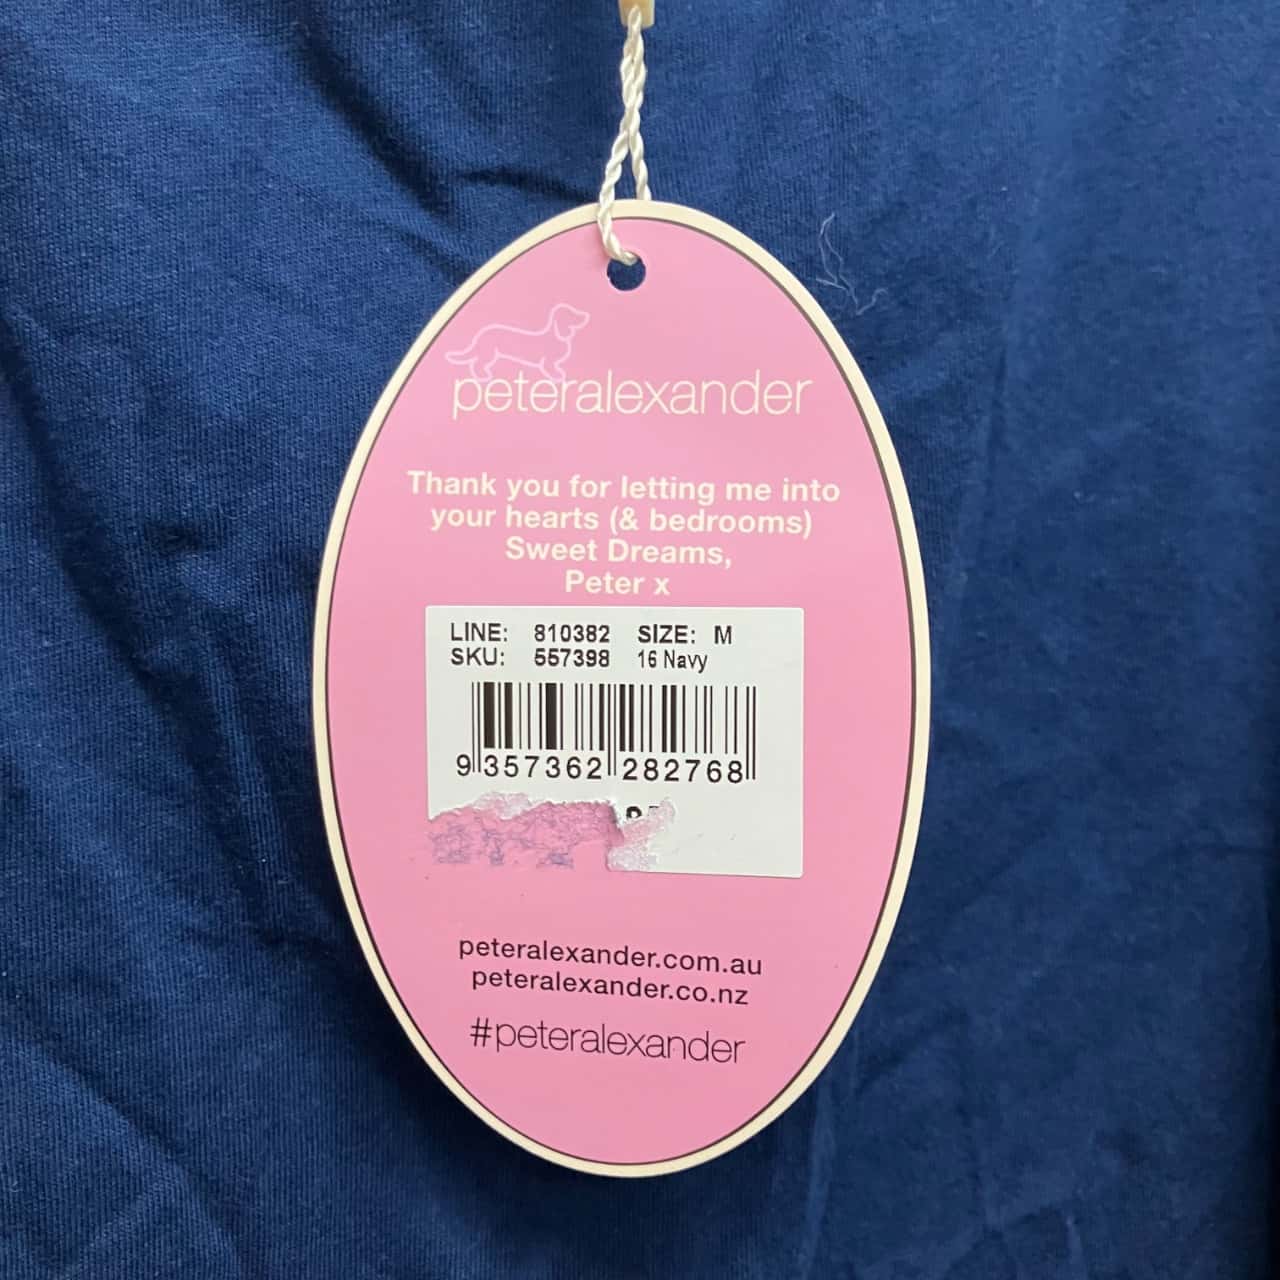 peteralexander
Thank you for letting me into
your hearts (& bedrooms)
Sweet Dreams,
Peter x
LINE: 810382 SIZE: M
SKU: 557398 16 Navy
9 357362 282768
peteralexander.com.au
peteralexander.co.nz
#peteralexander